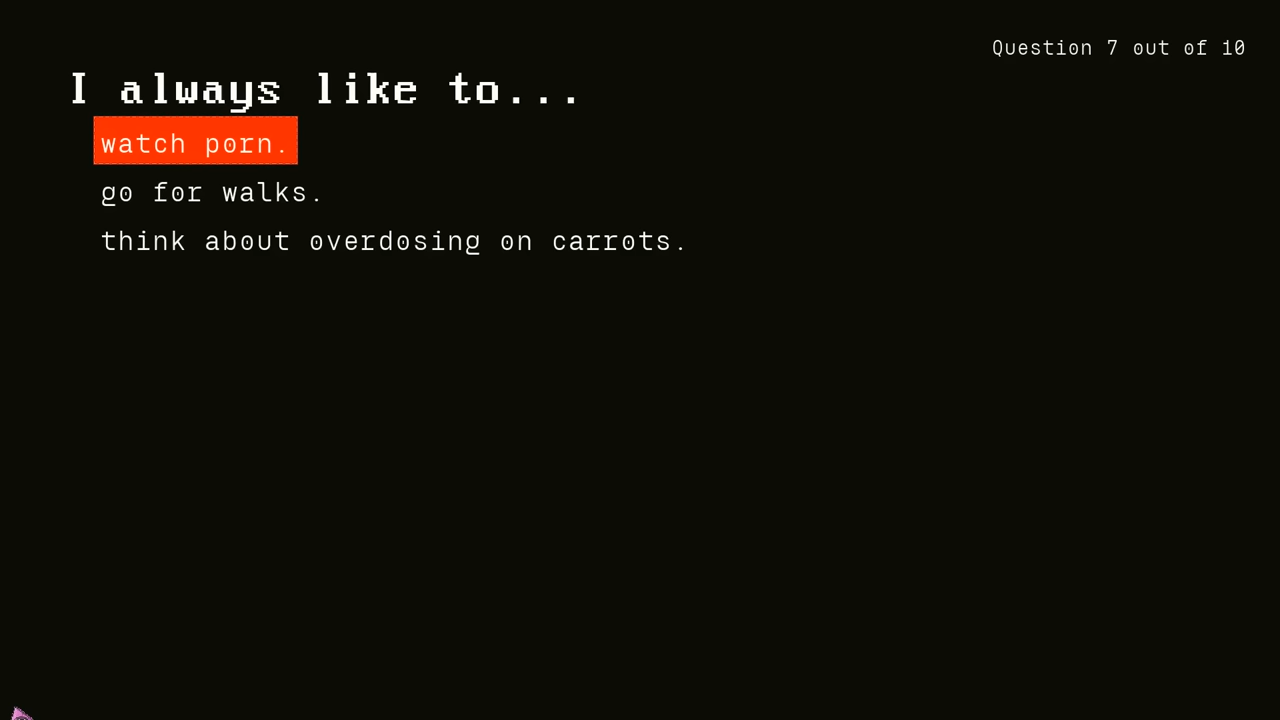 Question 7 out of 10
I always like to...
watch porn.
go for walks.
think about overdosing on carrots.